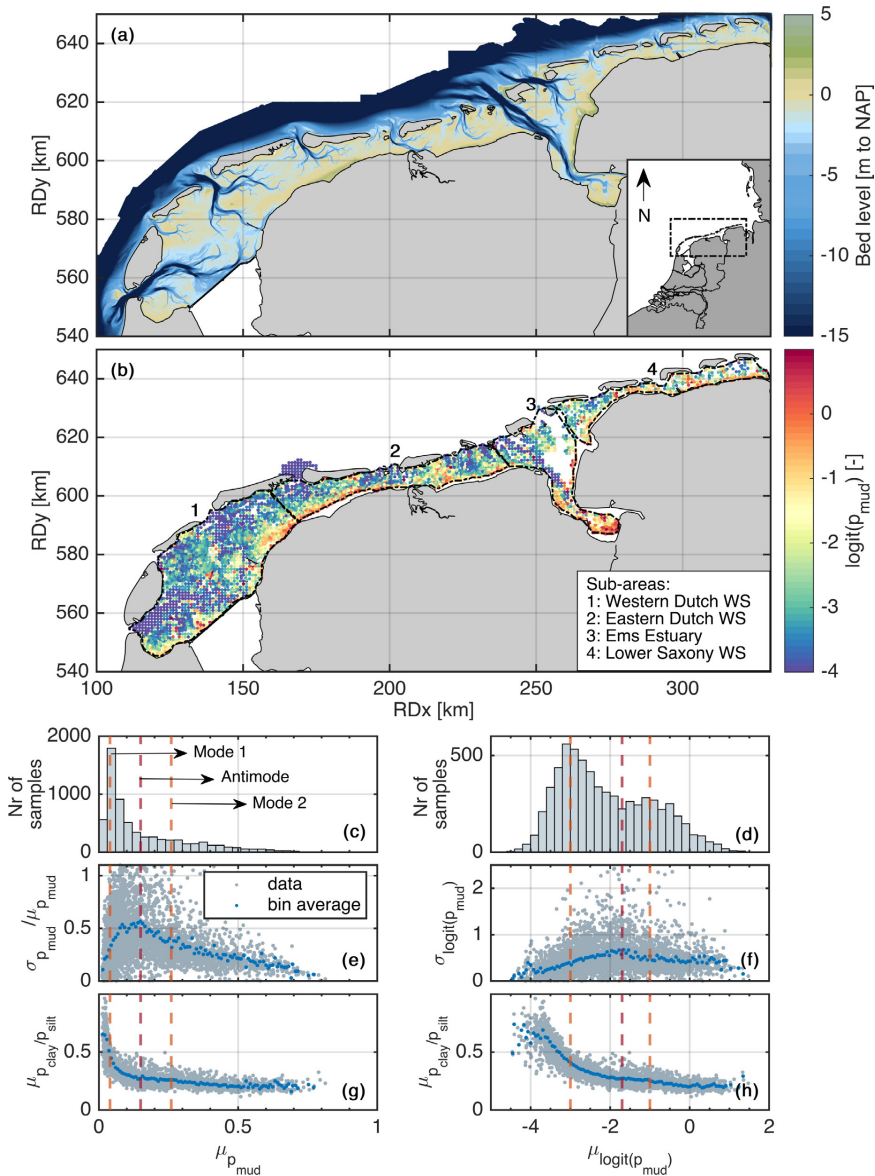 (a)
RDy [km]
640
620
600
580
560
540
N
5
0
-5
-10
-15
Bed level [m to NAP]
(b)
RDy [km]
640
620
600
580
560
540
1
2
3
4
Sub-areas:
1: Western Dutch WS
2: Eastern Dutch WS
3: Ems Estuary
4: Lower Saxony WS
100 150 200 250 300
RDx [km]
0
-1
-2
-3
-4
logit(p_mud) [-]
Nr of samples
2000
1000
0
Mode 1
Antimode
Mode 2
(c)
Nr of samples
500
0
(d)
σ_p_mud /μ_p_mud
1
0.5
0
data
bin average
(e)
σ_logit(p_mud)
2
1
0
(f)
μ_p_clay/p_silt
0.5
0
(g)
0 0.5 1
μ_p_mud
μ_p_clay/p_silt
0.5
0
(h)
-4 -2 0 2
μ_logit(p_mud)